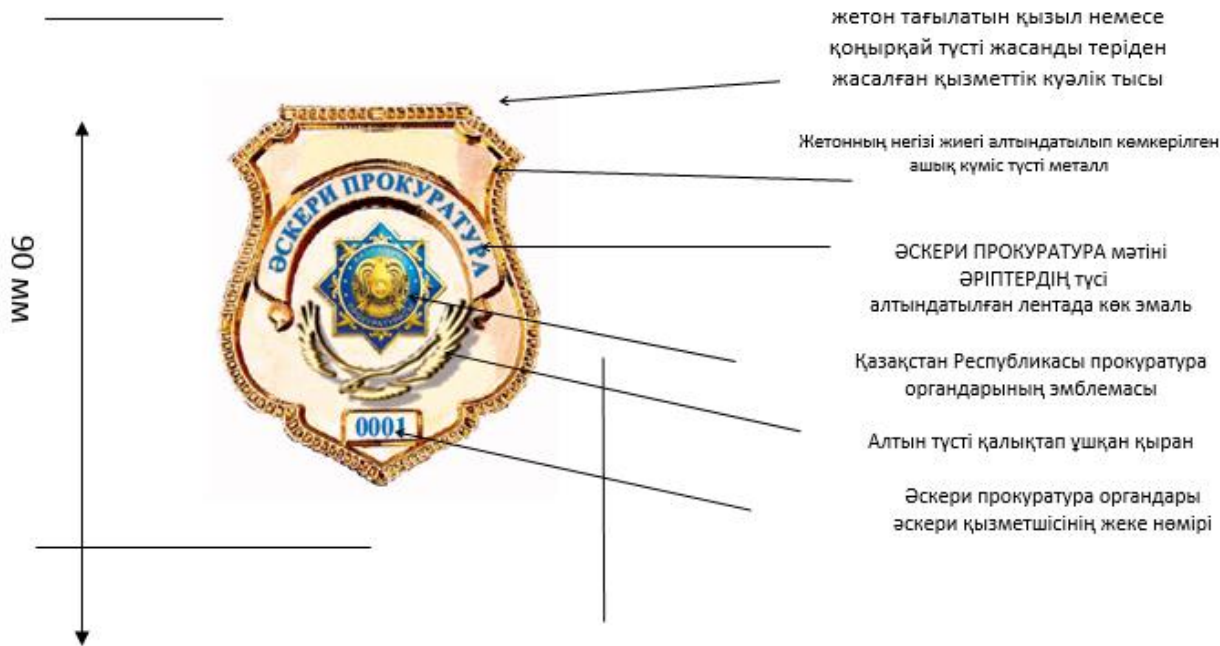 жетон тағылатын қызыл немесе
қоңырқай түсті жасанды теріден
жасалған қызметтік куәлік тысы
Жетонның негізі жиегі алтындатылып көмкерілген
ашық күміс түсті металл
ӘСКЕРИ ПРОКУРАТУРА
90 мм
ӘСКЕРИ ПРОКУРАТУРА мәтіні
ӘРІПТЕРДІҢ түсі
алтындатылған лентада көк эмаль
Қазақстан Республикасы прокуратура
органдарының эмблемасы
0001
Алтын түсті қалықтап ұшқан қыран
Әскери прокуратура органдары
әскери қызметшісінің жеке нөмірі